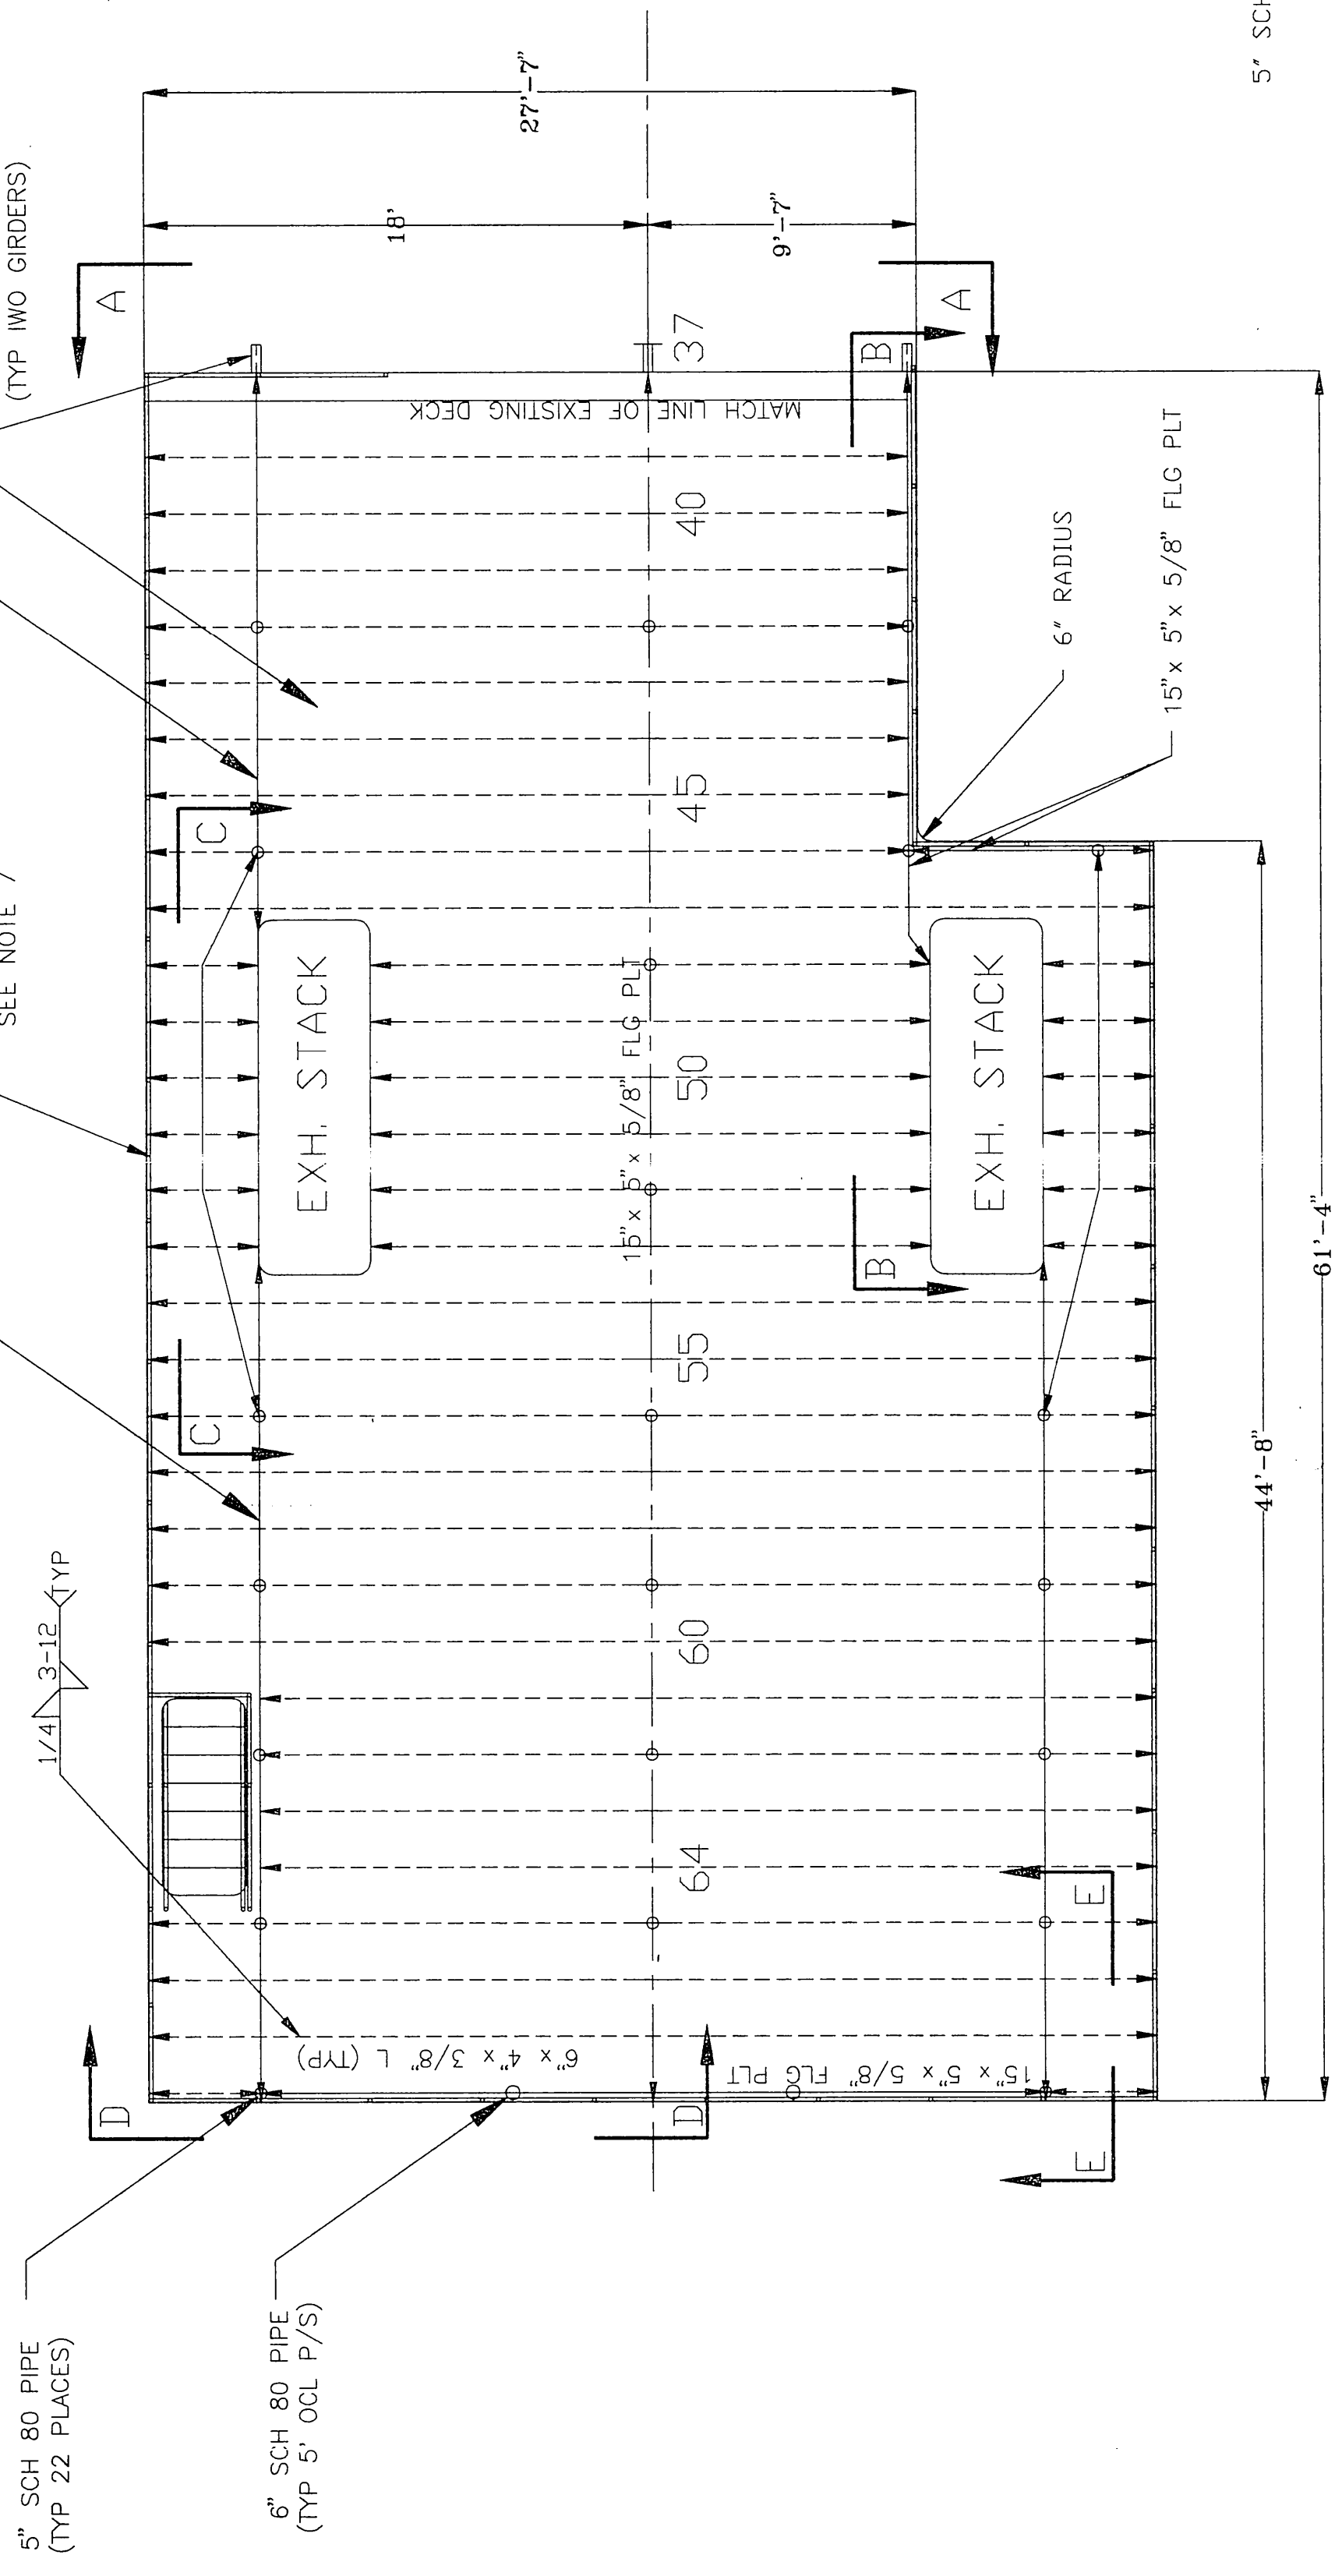 5" SCH 80 PIPE
(TYP 22 PLACES)
6" SCH 80 PIPE
(TYP 5' OCL P/S)
1/4 3-12 TYP
SEE NOTE 7
(TYP IWO GIRDERS)
D
D
E
E
C
C
B
B
A
A
6"x 4"x 3/8" L (TYP)
15"x 5"x 5/8" FLG PLT
64
60
55
50
45
40
37
15"x 5"x 5/8" FLG PLT
EXH. STACK
EXH. STACK
MATCH LINE OF EXISTING DECK
6" RADIUS
15"x 5"x 5/8" FLG PLT
18'
9'-7"
27'-7"
44'-8"
61'-4"
5" SCH